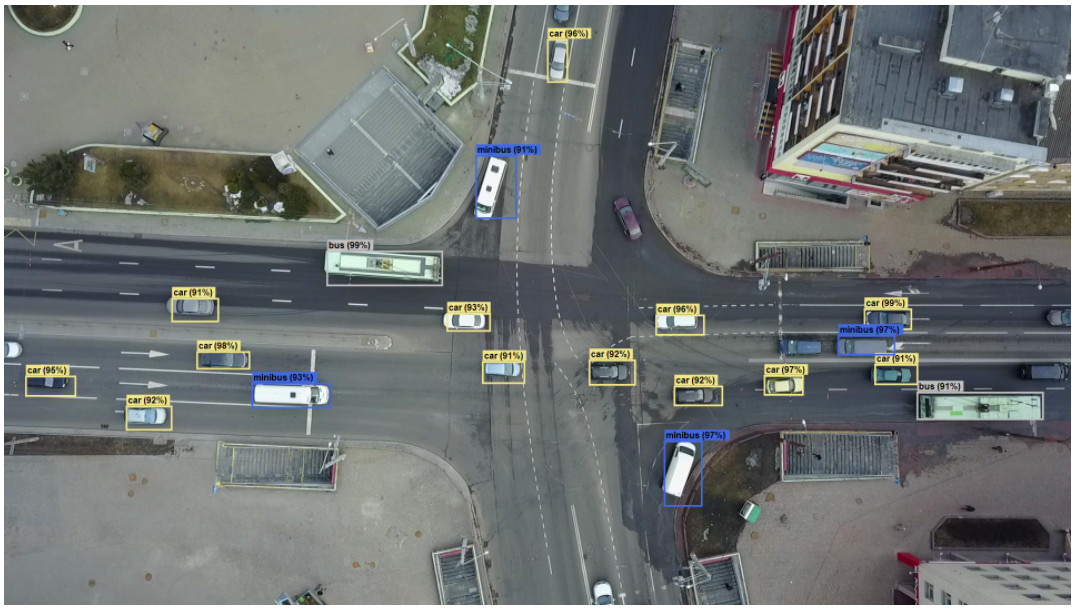 car (96%)
minibus (91%)
bus (99%)
car (91%)
car (93%)
car (96%)
car (99%)
minibus (97%)
car (98%)
car (91%)
car (92%)
car (91%)
car (95%)
minibus (93%)
car (97%)
car (92%)
bus (91%)
car (92%)
minibus (97%)
A